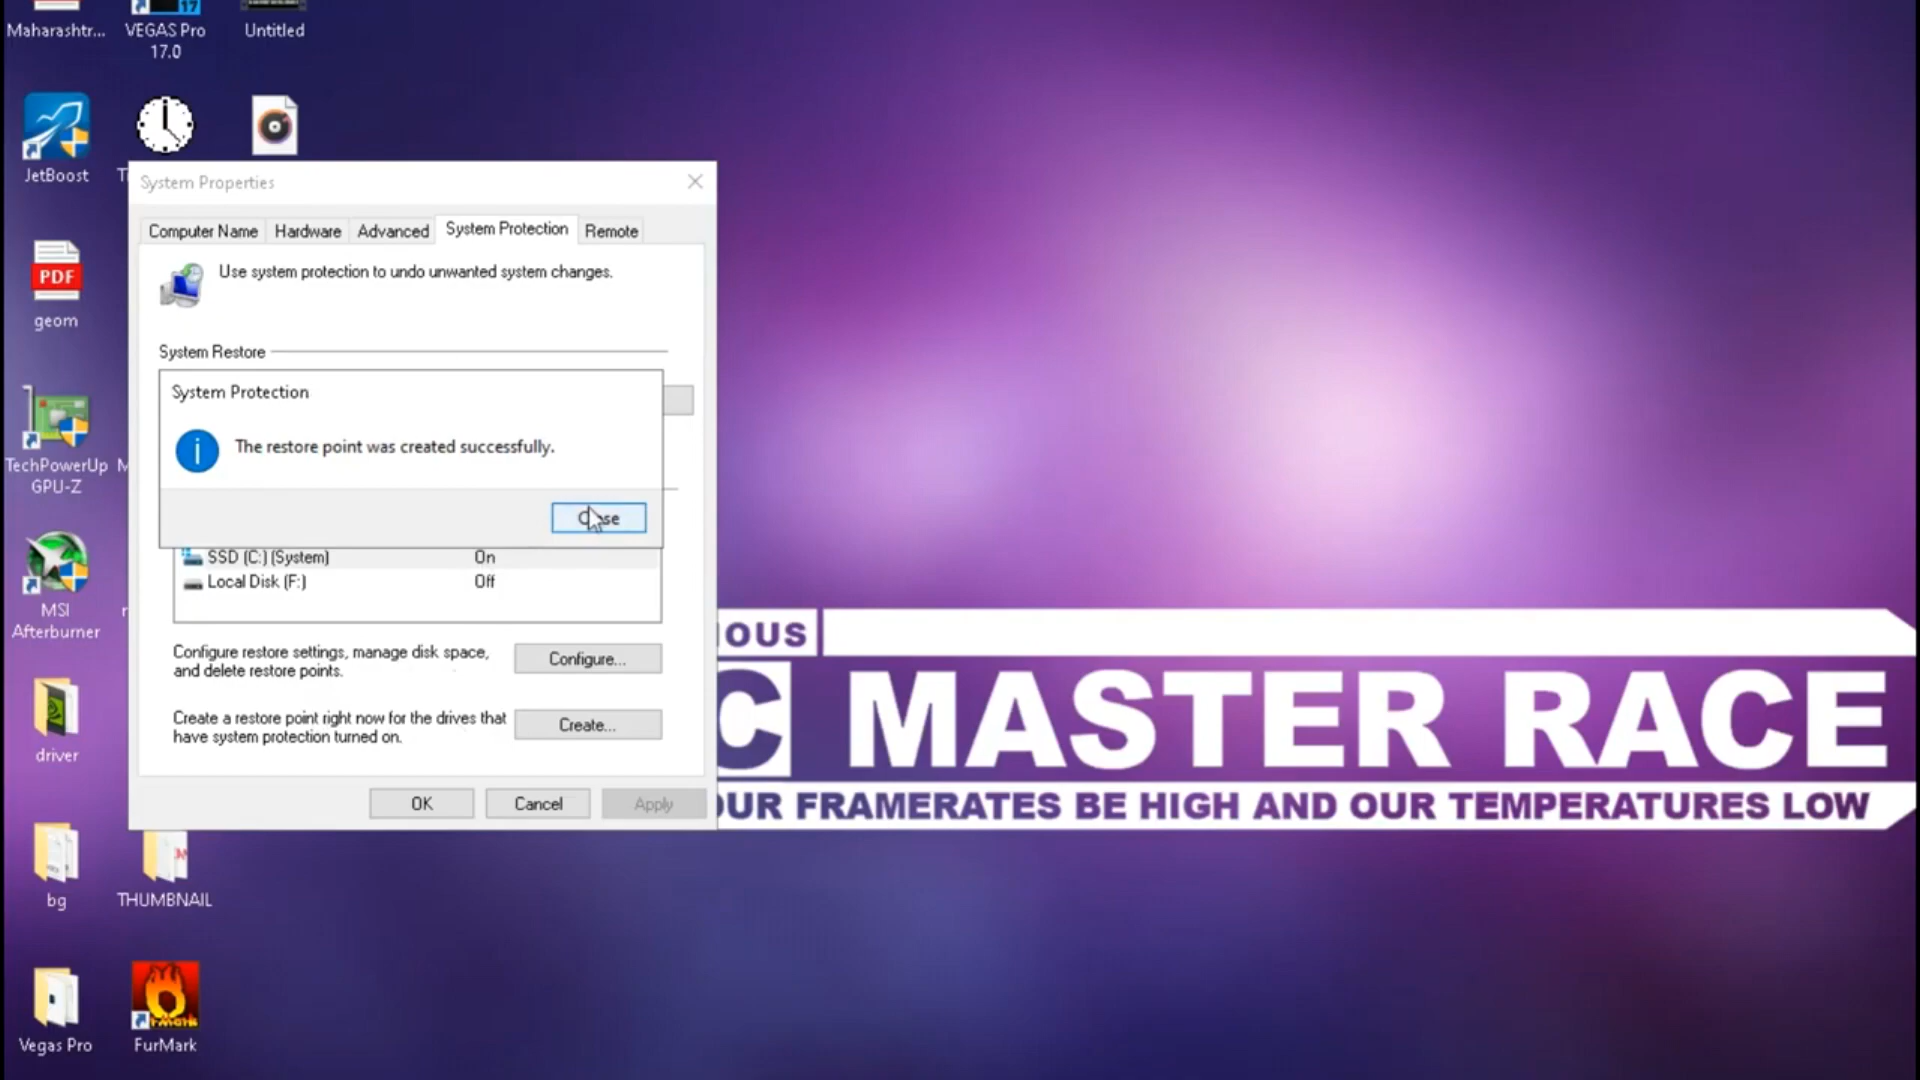 Maharashtr...
VEGAS Pro
17.0
Untitled
17
JetBoost
PDF
geom
TechPowerUp
GPU-Z
MSI
Afterburner
driver
bg
THUMBNAIL
Vegas Pro
FurMark
System Properties
Computer Name
Hardware
Advanced
System Protection
Remote
Use system protection to undo unwanted system changes.
System Restore
System Protection
i
The restore point was created successfully.
SSD (C:) (System) On
Local Disk (F:) Off
Configure restore settings, manage disk space,
and delete restore points.
Configure...
Create a restore point right now for the drives that
have system protection turned on.
Create...
OK
Cancel
Apply
IOUS
C MASTER RACE
OUR FRAMERATES BE HIGH AND OUR TEMPERATURES LOW